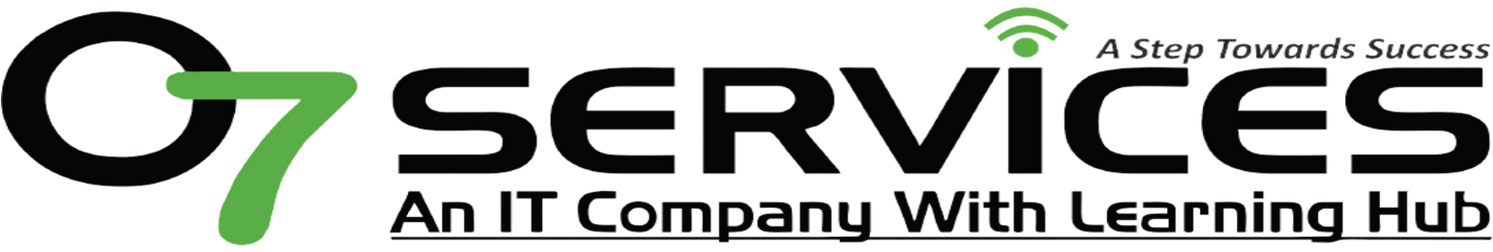 A Step Towards Success
O7 SERVICES
An IT Company With Learning Hub